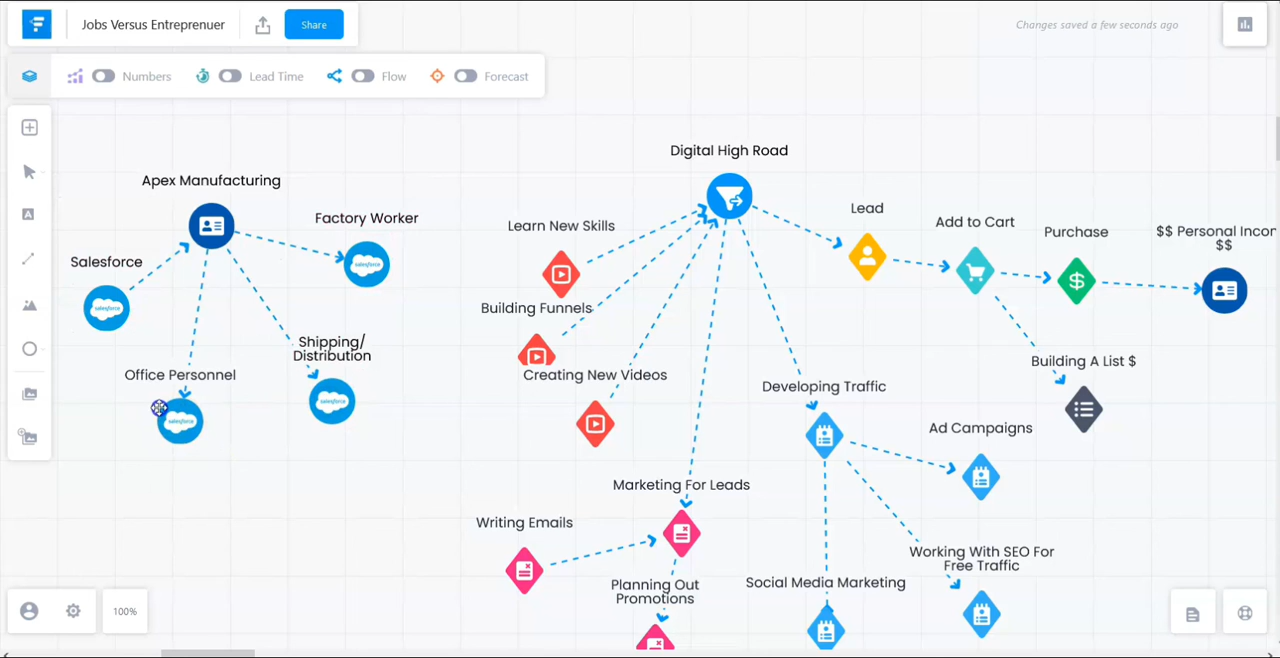 Jobs Versus Entreprenuer
Share
Changes saved a few seconds ago
Numbers
Lead Time
Flow
Forecast
Digital High Road
Apex Manufacturing
Factory Worker
Learn New Skills
Lead
Add to Cart
Purchase
$$ Personal Incor
$$
Salesforce
salesforce
salesforce
Building Funnels
Shipping/
Distribution
Office Personnel
salesforce
salesforce
Creating New Videos
Developing Traffic
Building A List $
Ad Campaigns
Marketing For Leads
Writing Emails
Working With SEO For
Free Traffic
Planning Out
Promotions
Social Media Marketing
100%